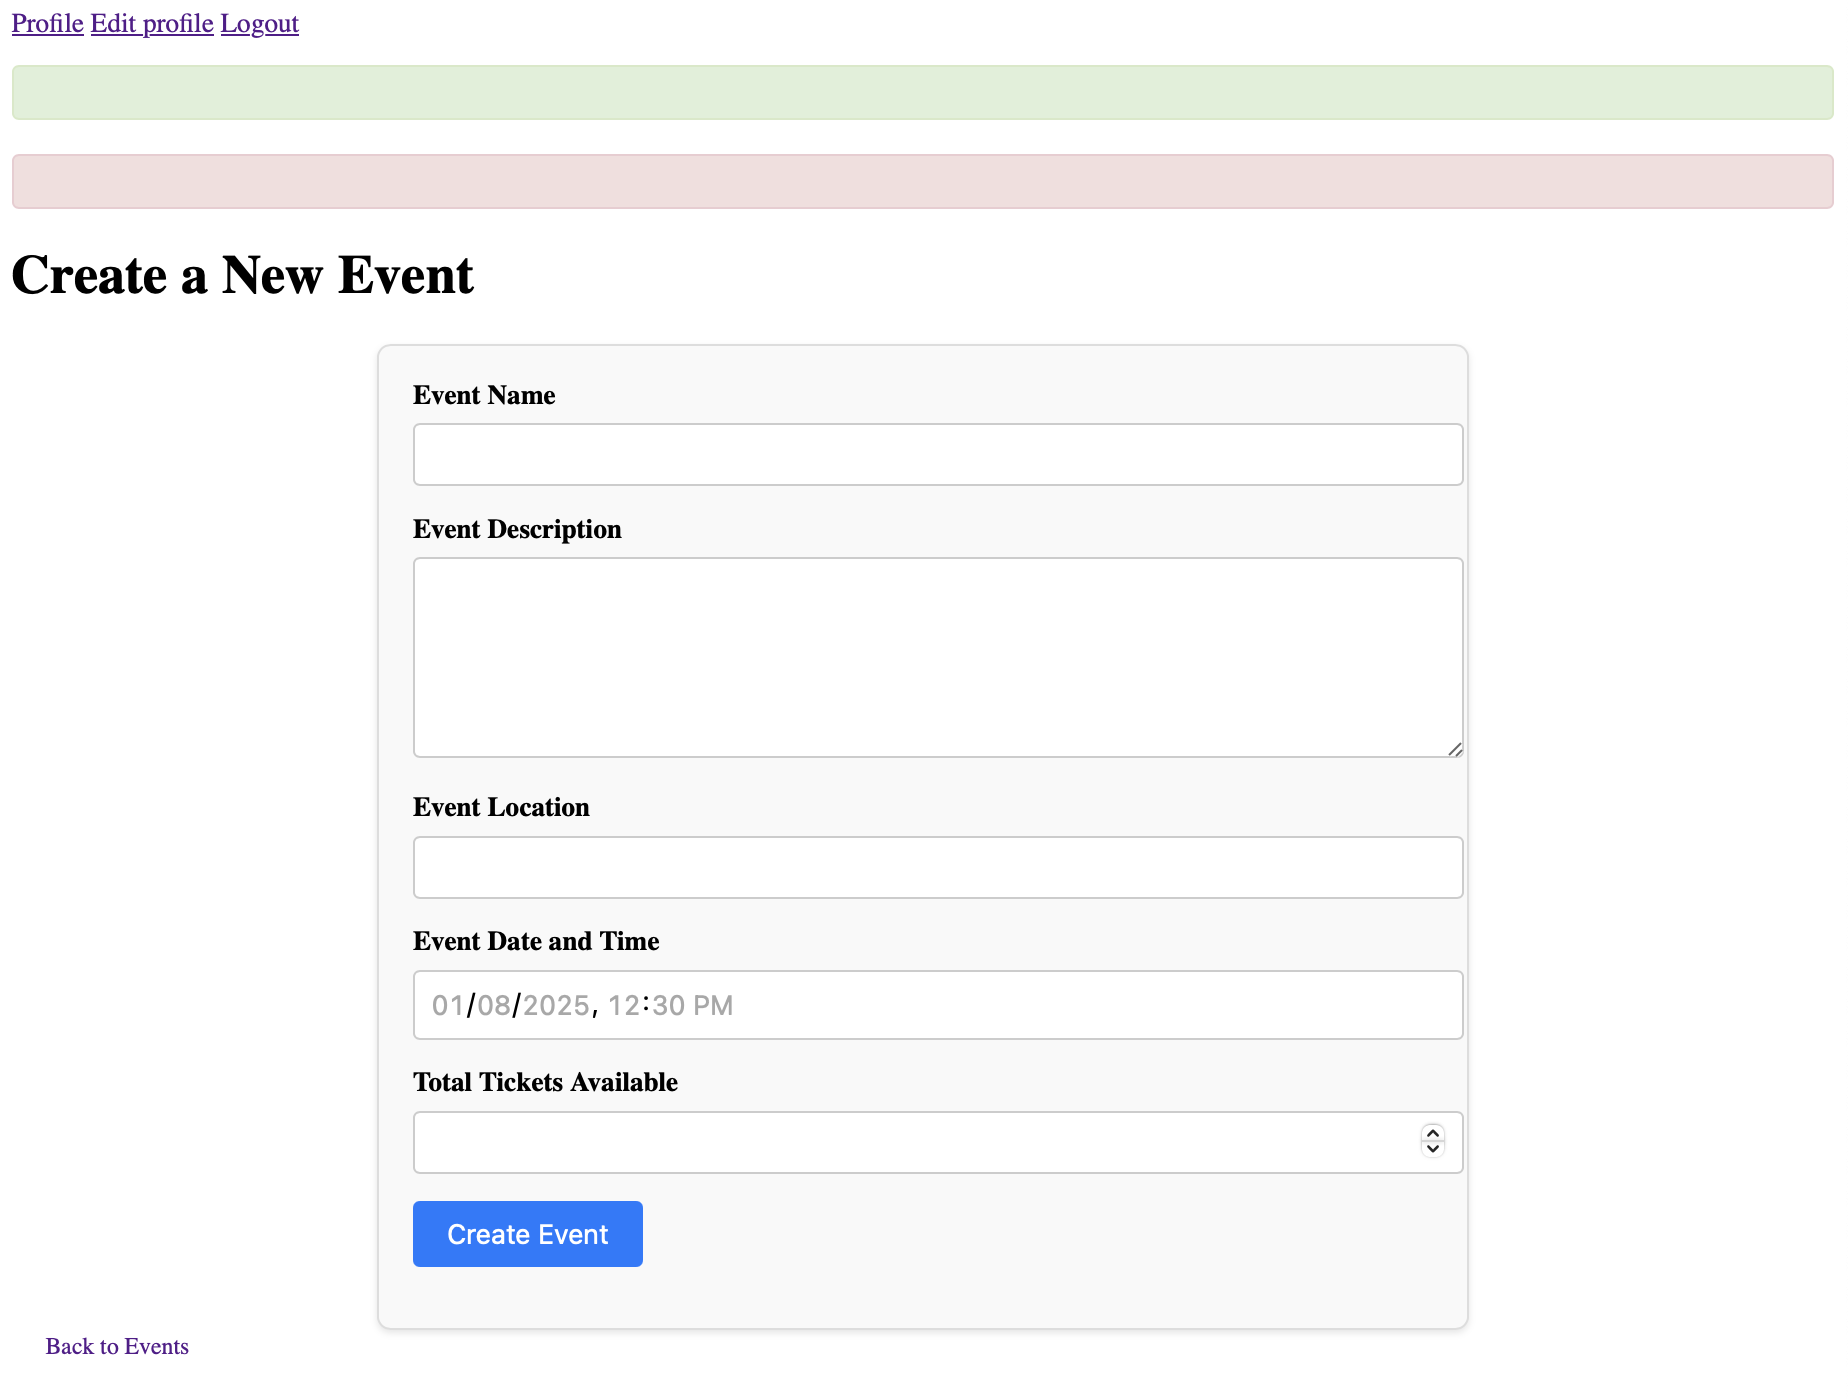 Profile Edit profile Logout
Create a New Event
Event Name
Event Description
Event Location
Event Date and Time
01/08/2025, 12:30 PM
Total Tickets Available
Create Event
Back to Events